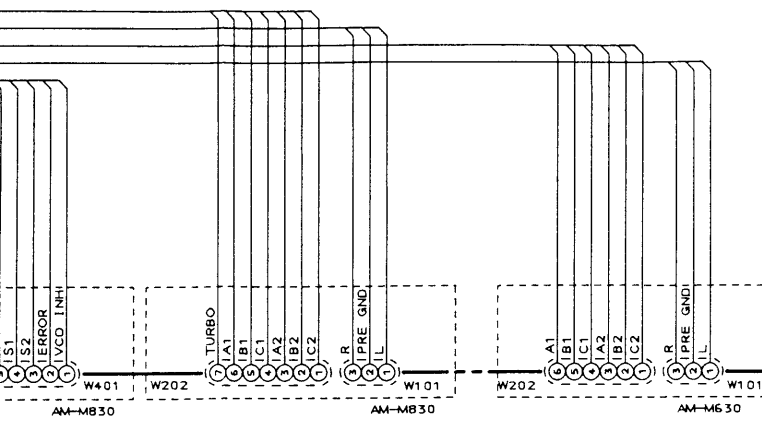 S1
S2
ERROR
VCO INH
4
3
2
1
W401
AM-M830
TURBO
A1
B1
C1
A2
B2
C2
7
6
5
4
3
2
1
W202
R
PRE GND
L
3
2
1
W101
AM-M830
A1
B1
C1
A2
B2
C2
6
5
4
3
2
1
W202
R
PRE GND
L
3
2
1
W101
AM-M630